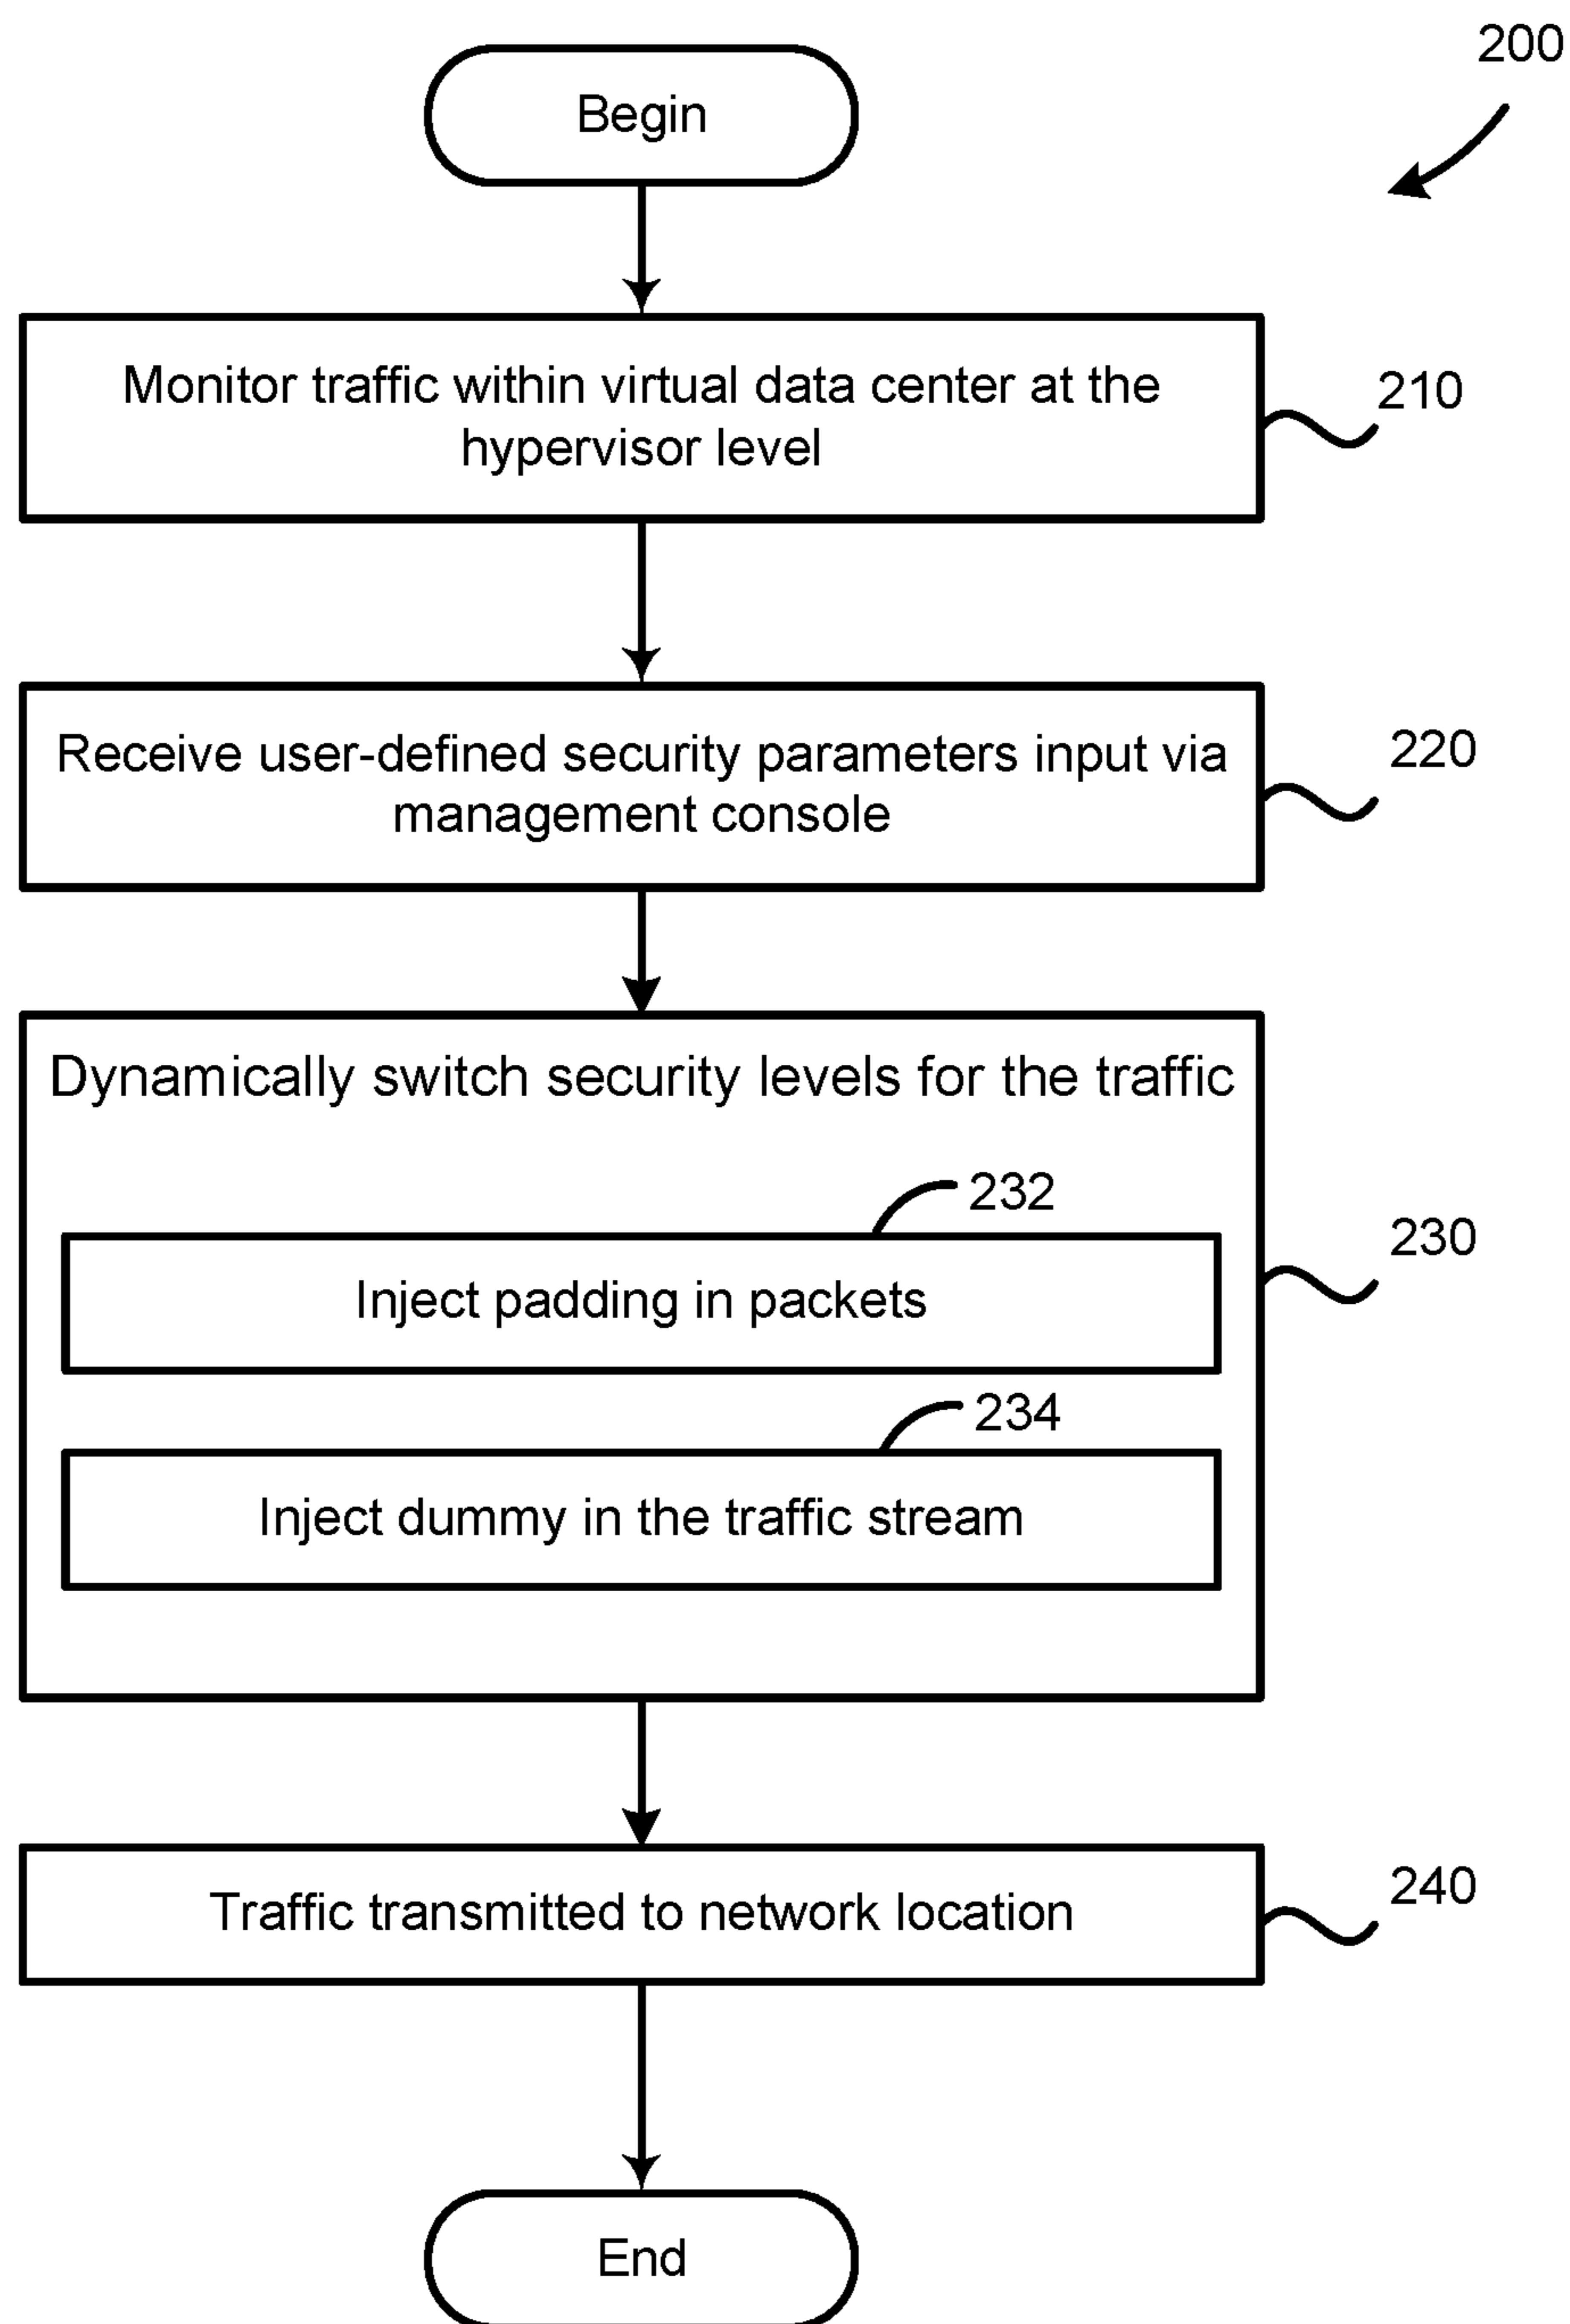 200
Begin
Monitor traffic within virtual data center at the
hypervisor level
210
Receive user-defined security parameters input via
management console
220
Dynamically switch security levels for the traffic
232
Inject padding in packets
230
234
Inject dummy in the traffic stream
Traffic transmitted to network location
240
End